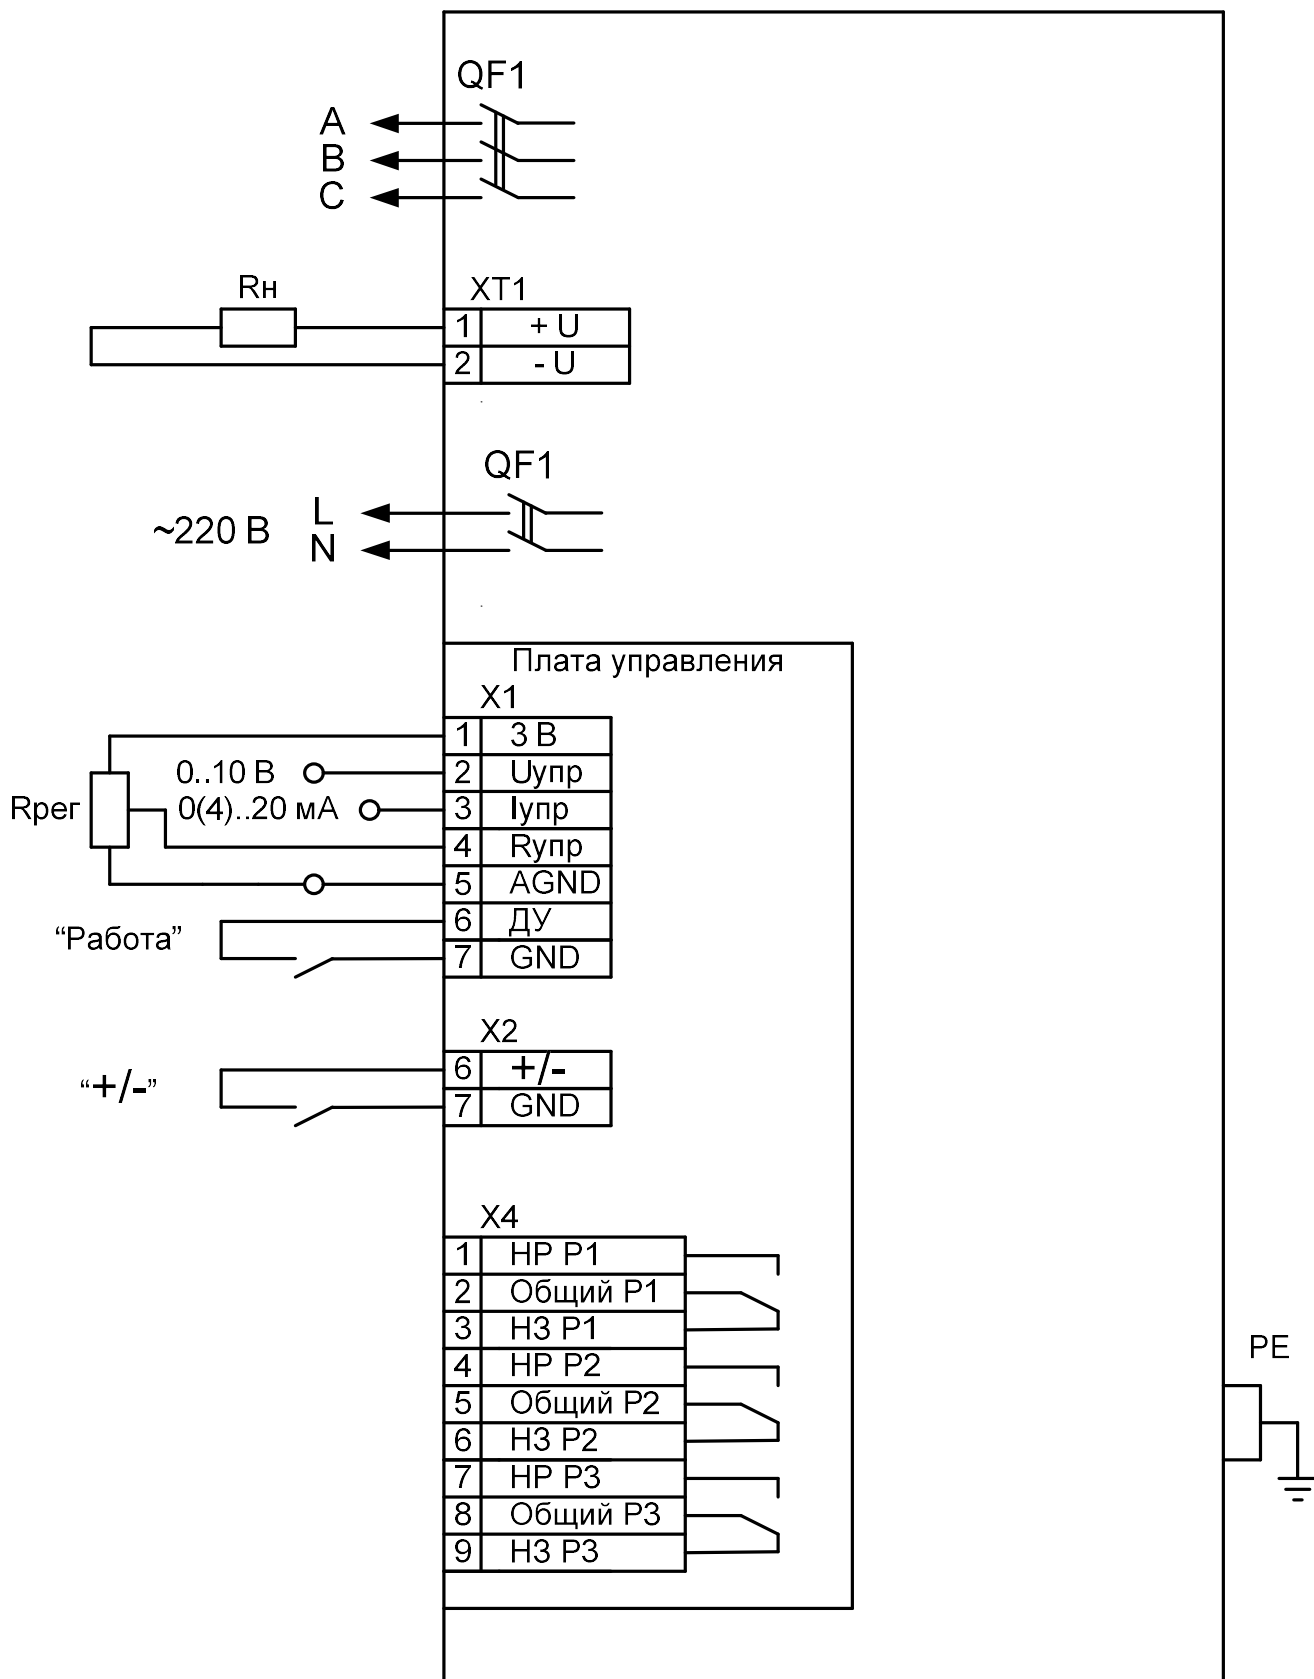 QF1
A
B
C
Rн
XT1
1 + U
2 - U
QF1
~220 В
L
N
Плата управления
X1
1 3 В
0..10 В 2 Uупр
Rрег 0(4)..20 мА 3 Iупр
4 Rупр
5 AGND
6 ДУ
“Работа”
7 GND
X2
6 +/-
“+/-”
7 GND
X4
1 НР Р1
2 Общий Р1
3 НЗ Р1
PE
4 НР Р2
5 Общий Р2
6 НЗ Р2
7 НР Р3
8 Общий Р3
9 НЗ Р3